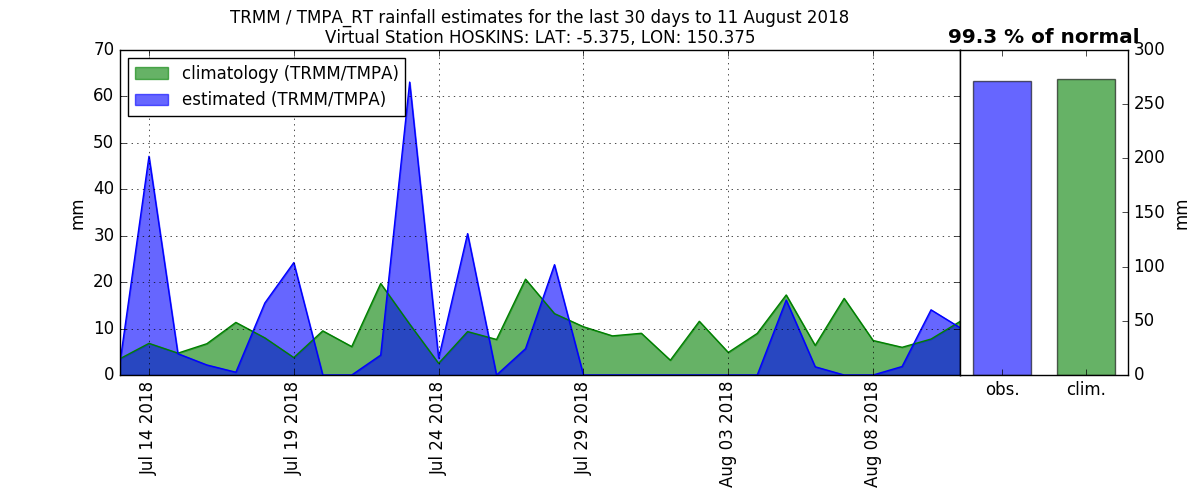 TRMM / TMPA_RT rainfall estimates for the last 30 days to 11 August 2018
Virtual Station HOSKINS: LAT: -5.375, LON: 150.375
99.3 % of normal
climatology (TRMM/TMPA)
estimated (TRMM/TMPA)
mm
70
60
50
40
30
20
10
0
Jul 14 2018
Jul 19 2018
Jul 24 2018
Jul 29 2018
Aug 03 2018
Aug 08 2018
obs.
clim.
300
250
200
150
100
50
0
mm